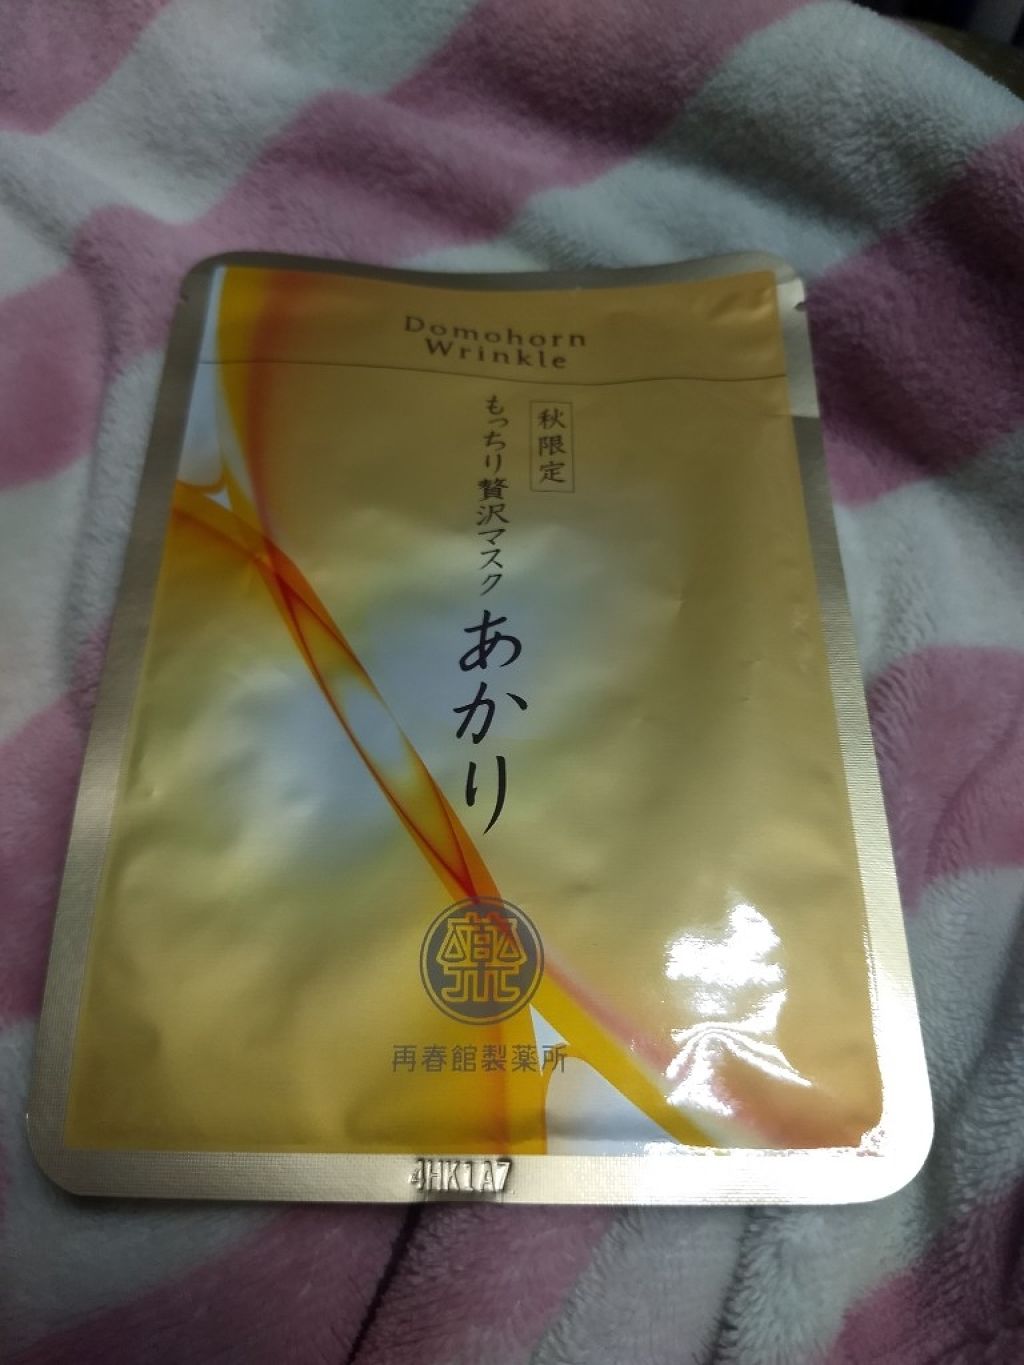 Domohorn
Wrinkle
秋限定
もっちり贅沢マスク
あかり
薬
再春館製薬所
4HK1A7